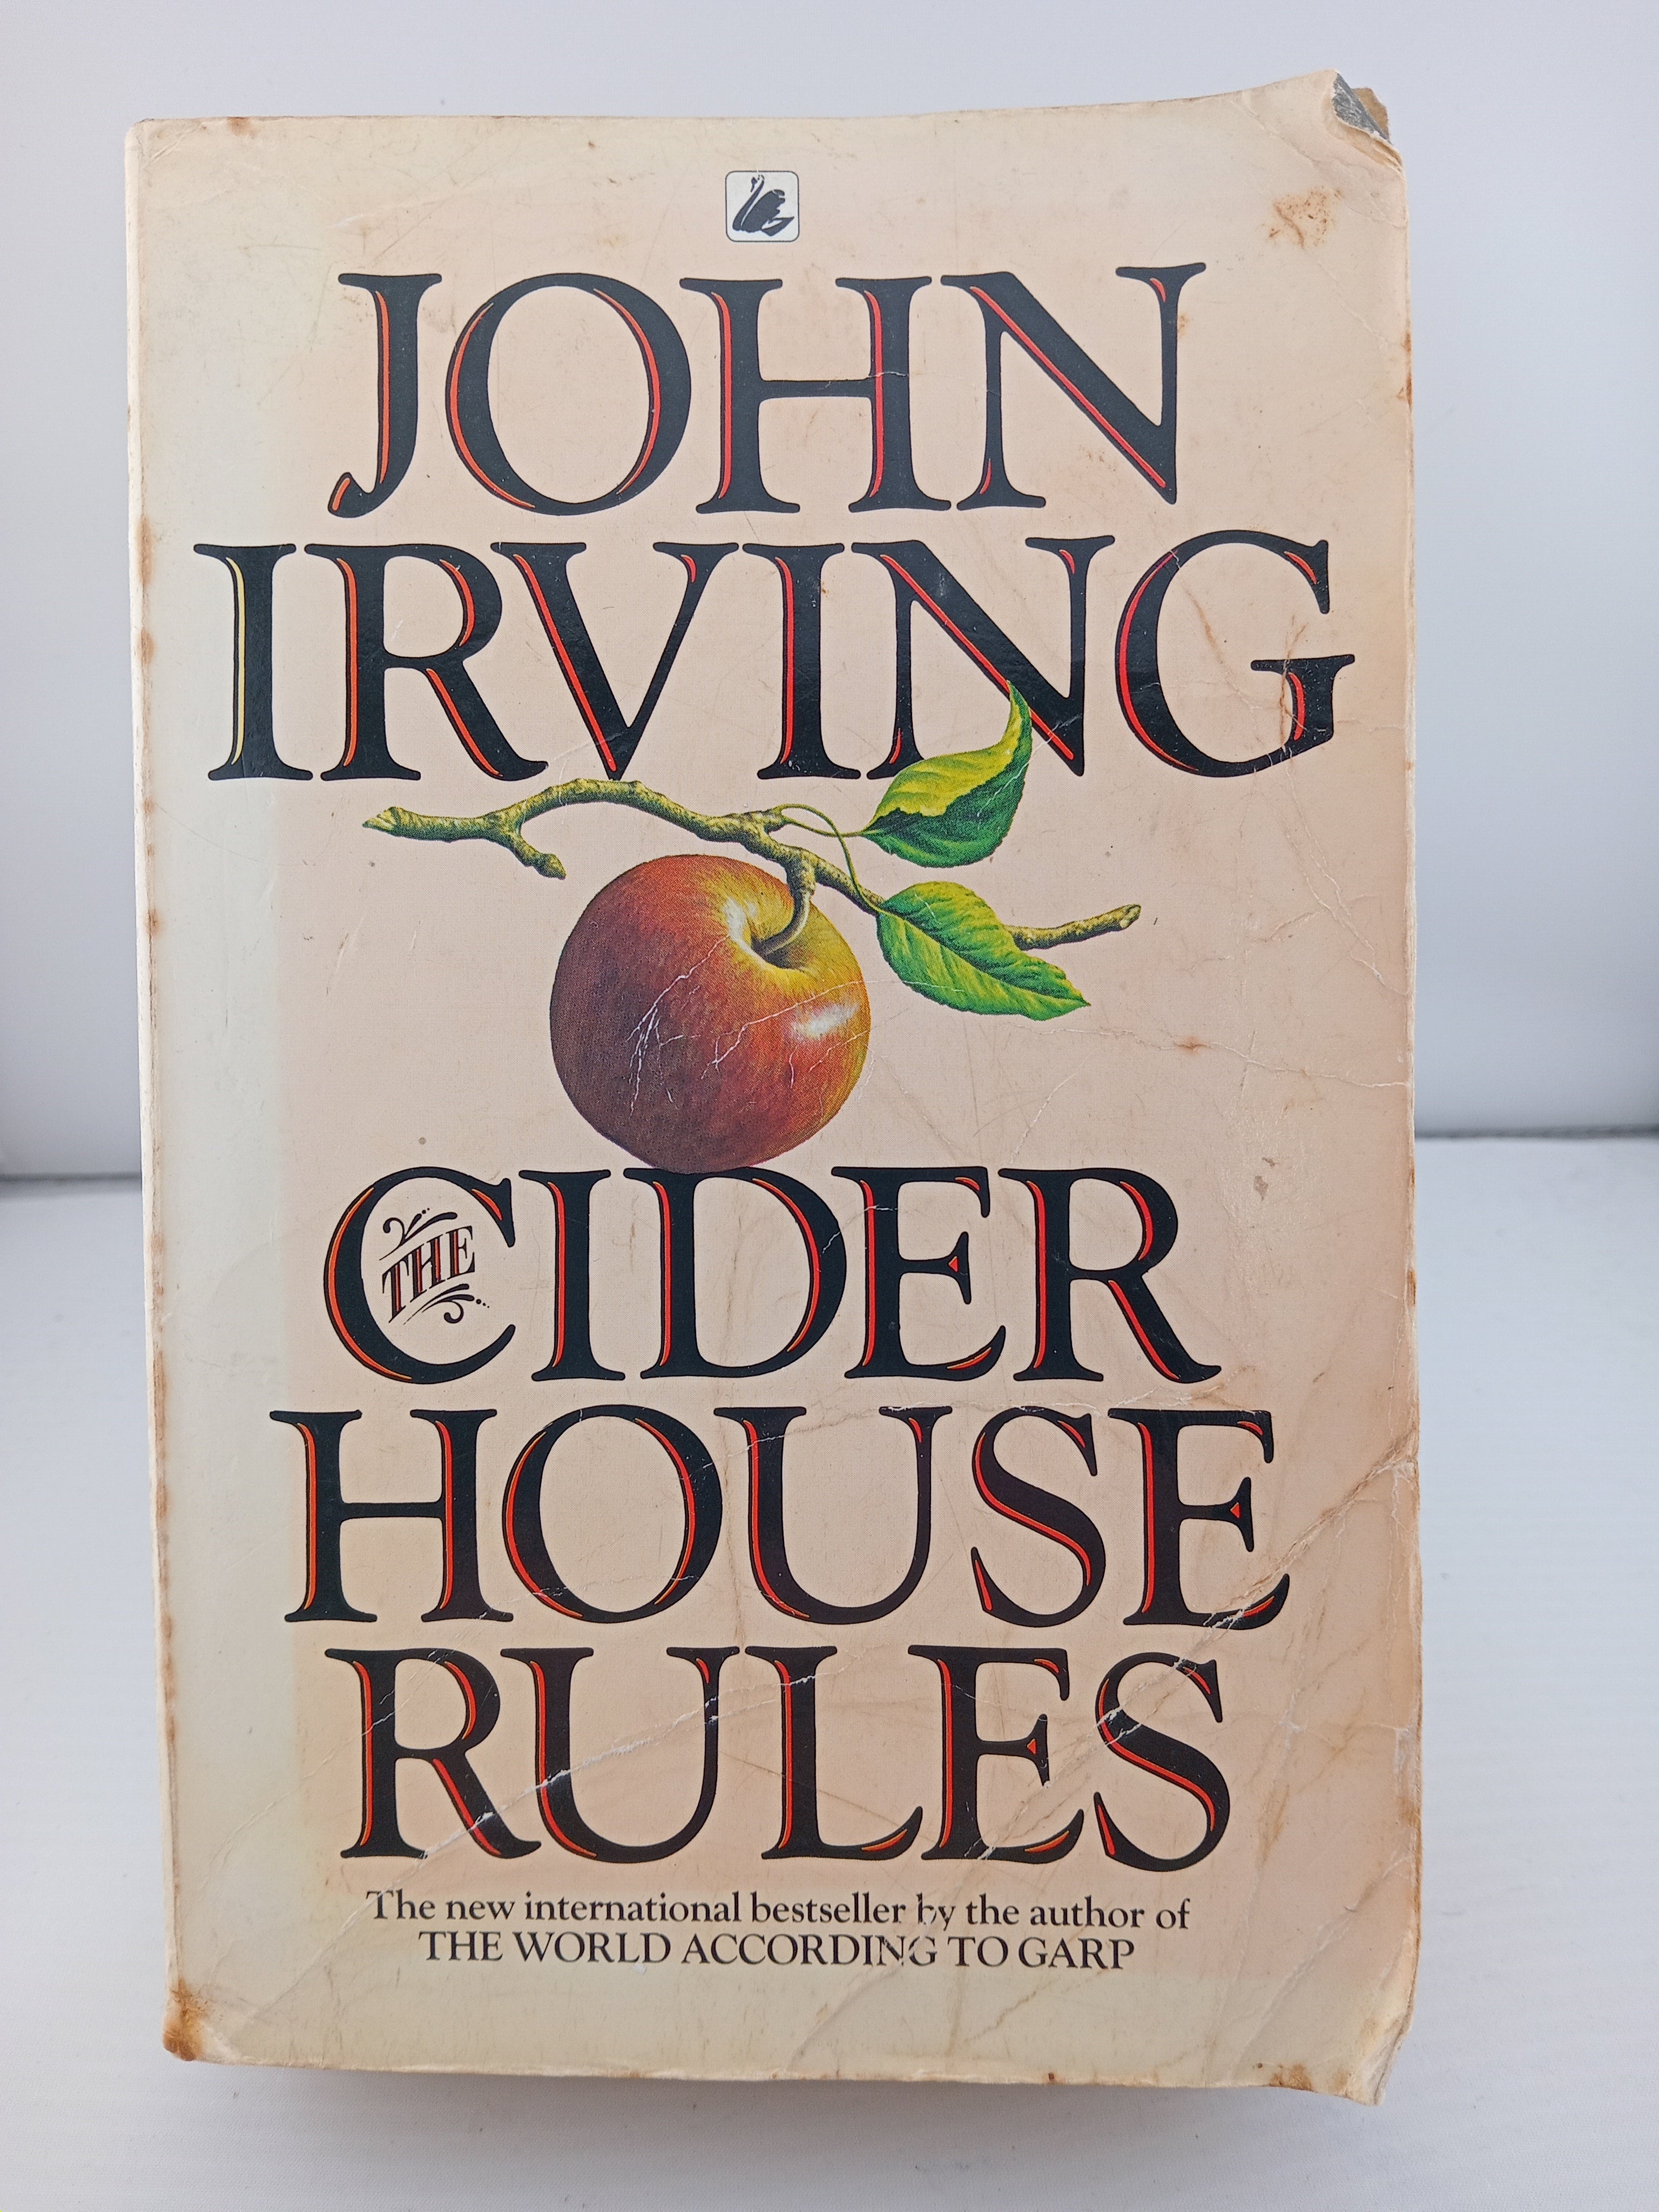 JOHN
IRVING
THE
CIDER
HOUSE
RULES
The new international bestseller by the author of
THE WORLD ACCORDING TO GARP